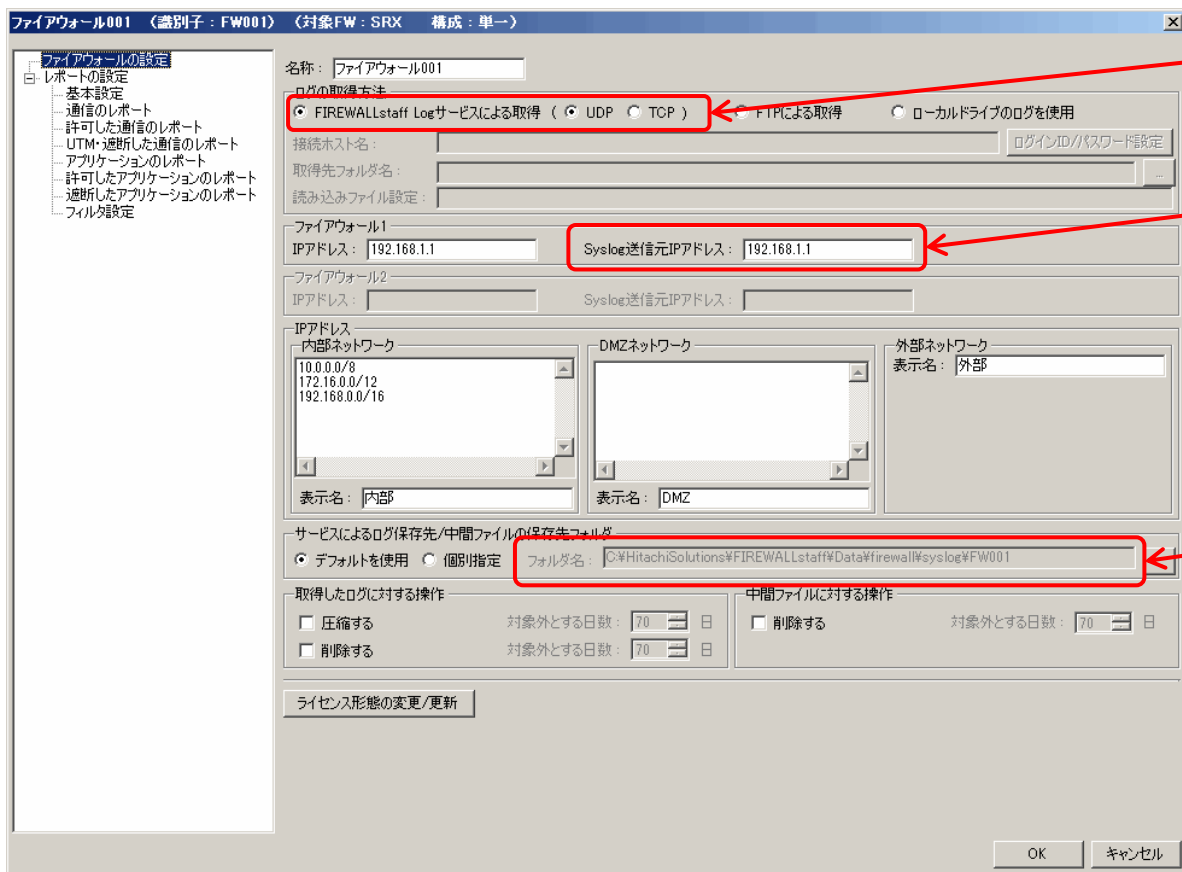 ファイアウォール001 （識別子：FW001） （対象FW：SRX 構成：単一）
ファイアウォールの設定
レポートの設定
基本設定
通信のレポート
許可した通信のレポート
UTM・遮断した通信のレポート
アプリケーションのレポート
許可したアプリケーションのレポート
遮断したアプリケーションのレポート
フィルタ設定
名称： ファイアウォール001
ログの取得方法
FIREWALLstaff Logサービスによる取得 ( UDP TCP ) FTPによる取得 ローカルドライブのログを使用
接続ホスト名： ログインID/パスワード設定
取得先フォルダ名： ...
読み込みファイル設定：
ファイアウォール1
IPアドレス： 192.168.1.1 Syslog送信元IPアドレス： 192.168.1.1
ファイアウォール2
IPアドレス： Syslog送信元IPアドレス：
IPアドレス
内部ネットワーク DMZネットワーク 外部ネットワーク
表示名： 外部
10.0.0.0/8
172.16.0.0/12
192.168.0.0/16
表示名： 内部 表示名： DMZ
サービスによるログ保存先/中間ファイルの保存先フォルダ
デフォルトを使用 個別指定 フォルダ名： C:¥HitachiSolutions¥FIREWALLstaff¥Data¥firewall¥syslog¥FW001
取得したログに対する操作 中間ファイルに対する操作
圧縮する 対象外とする日数： 70 日 削除する 対象外とする日数： 70 日
削除する 対象外とする日数： 70 日
ライセンス形態の変更/更新
OK キャンセル